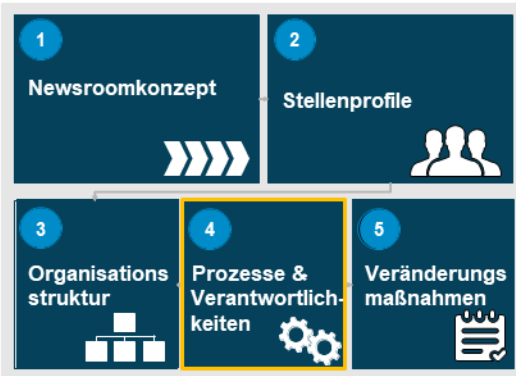 1
Newsroomkonzept
2
Stellenprofile
3
Organisations
struktur
4
Prozesse &
Verantwortlich-
keiten
5
Veränderungs
maßnahmen